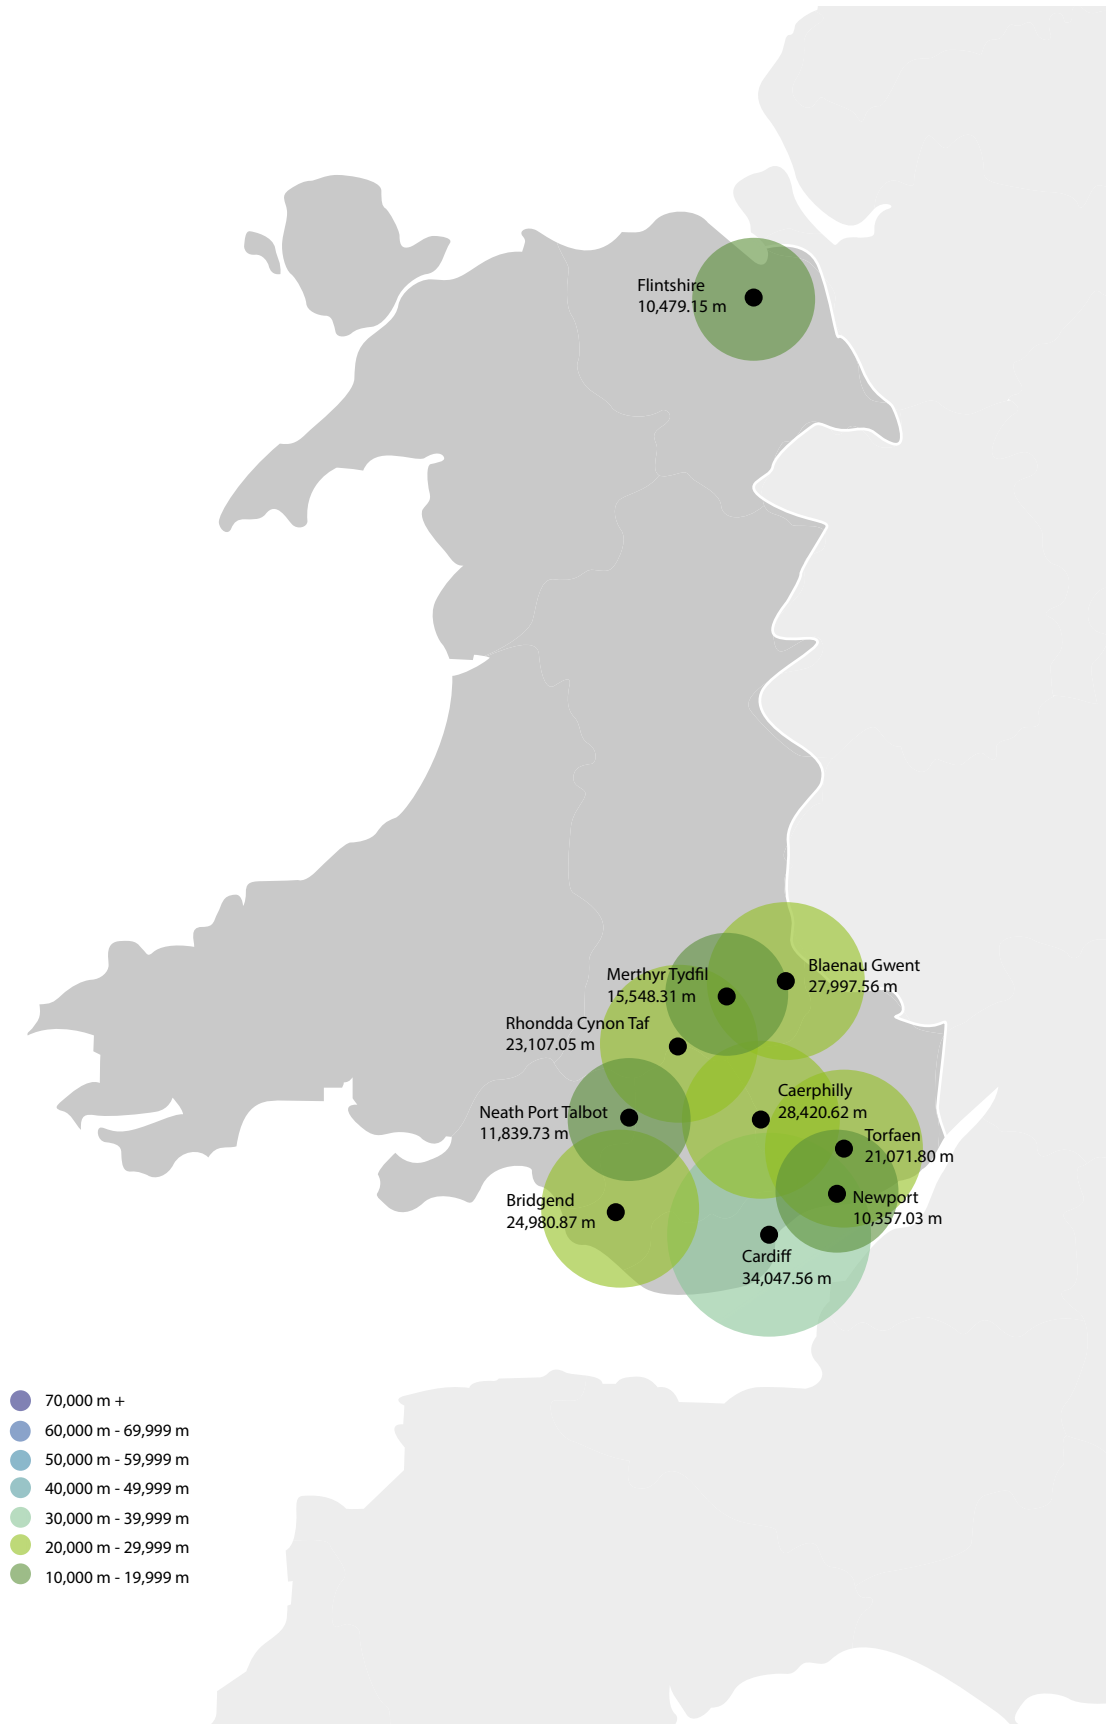 Flintshire
10,479.15 m
Blaenau Gwent
27,997.56 m
Merthyr Tydfil
15,548.31 m
Rhondda Cynon Taf
23,107.05 m
Caerphilly
28,420.62 m
Neath Port Talbot
11,839.73 m
Torfaen
21,071.80 m
Bridgend
24,980.87 m
Newport
10,357.03 m
Cardiff
34,047.56 m
70,000 m +
60,000 m - 69,999 m
50,000 m - 59,999 m
40,000 m - 49,999 m
30,000 m - 39,999 m
20,000 m - 29,999 m
10,000 m - 19,999 m